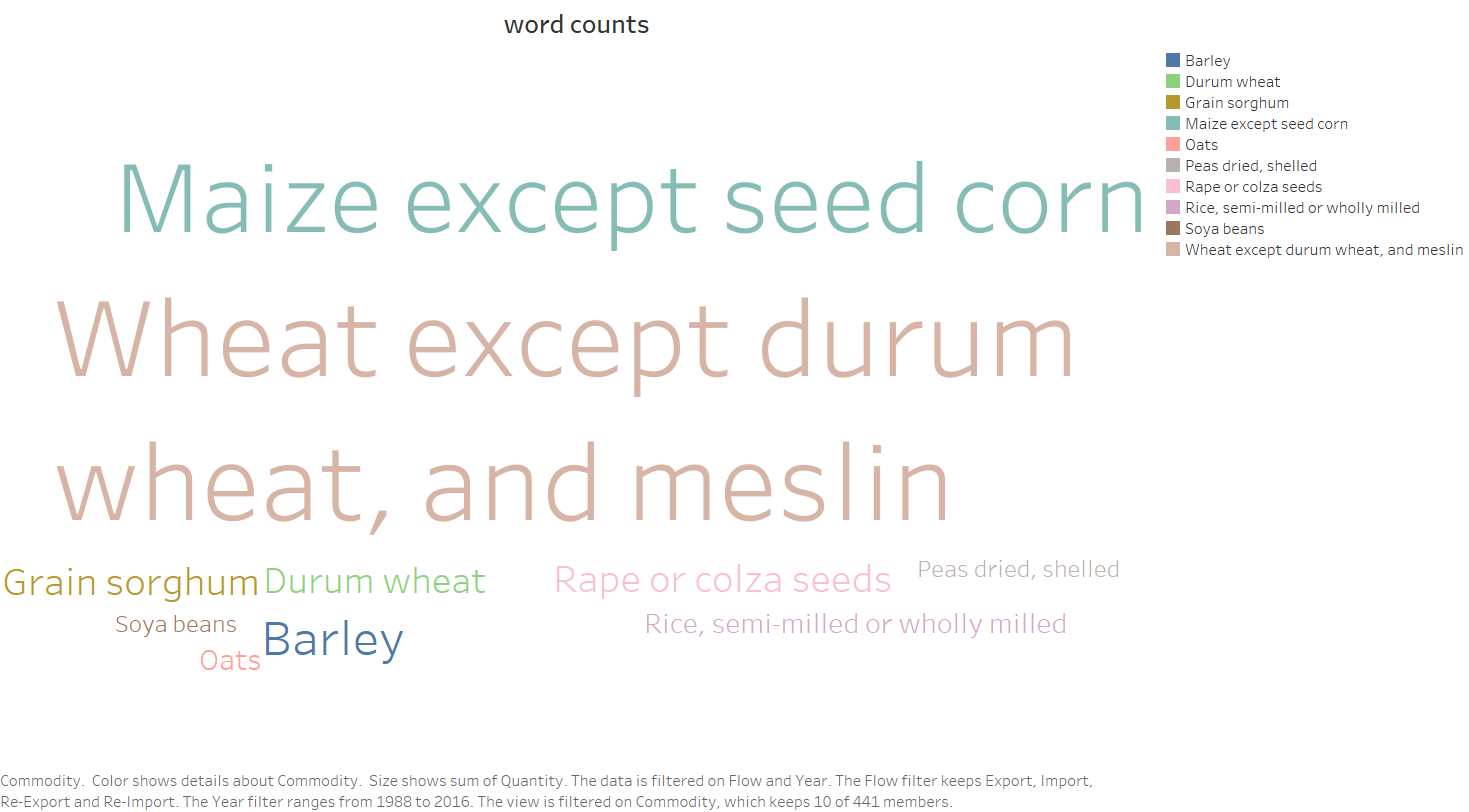 word counts
Barley
Durum wheat
Grain sorghum
Maize except seed corn
Oats
Peas dried, shelled
Rape or colza seeds
Rice, semi-milled or wholly milled
Soya beans
Wheat except durum wheat, and meslin
Maize except seed corn
Wheat except durum
wheat, and meslin
Grain sorghum
Durum wheat
Rape or colza seeds
Peas dried, shelled
Soya beans
Barley
Rice, semi-milled or wholly milled
Oats
Commodity.  Color shows details about Commodity.  Size shows sum of Quantity. The data is filtered on Flow and Year. The Flow filter keeps Export, Import,
Re-Export and Re-Import. The Year filter ranges from 1988 to 2016. The view is filtered on Commodity, which keeps 10 of 441 members.